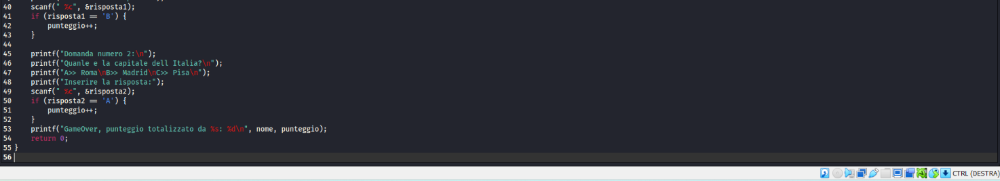 40 scanf(" %c", &risposta1);
41 if (risposta1 == 'B') {
42 punteggio++;
43 }
44
45 printf("Domanda numero 2:\n");
46 printf("Quanle e la capitale dell Italia?\n");
47 printf("A>> Roma\nB>> Madrid\nC>> Pisa\n");
48 printf("Inserire la risposta:");
49 scanf(" %c", &risposta2);
50 if (risposta2 == 'A') {
51 punteggio++;
52 }
53 printf("GameOver, punteggio totalizzato da %s: %d\n", nome, punteggio);
54 return 0;
55 }
56
CTRL (DESTRA)